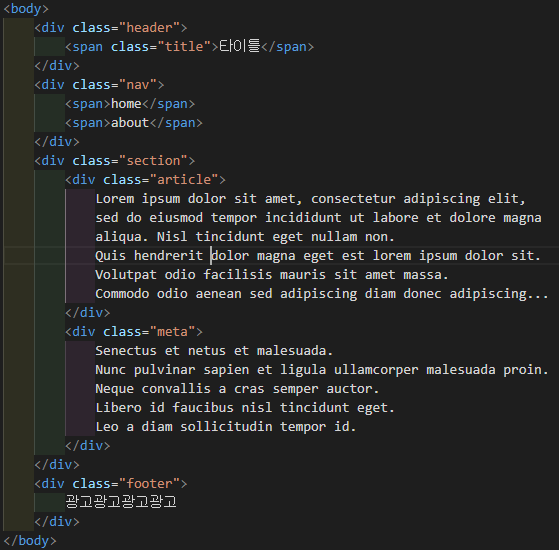 <body>
<div class="header">
<span class="title">타이틀</span>
</div>
<div class="nav">
<span>home</span>
<span>about</span>
</div>
<div class="section">
<div class="article">
Lorem ipsum dolor sit amet, consectetur adipiscing elit,
sed do eiusmod tempor incididunt ut labore et dolore magna
aliqua. Nisl tincidunt eget nullam non.
Quis hendrerit dolor magna eget est lorem ipsum dolor sit.
Volutpat odio facilisis mauris sit amet massa.
Commodo odio aenean sed adipiscing diam donec adipiscing...
</div>
<div class="meta">
Senectus et netus et malesuada.
Nunc pulvinar sapien et ligula ullamcorper malesuada proin.
Neque convallis a cras semper auctor.
Libero id faucibus nisl tincidunt eget.
Leo a diam sollicitudin tempor id.
</div>
</div>
<div class="footer">
광고광고광고광고
</div>
</body>